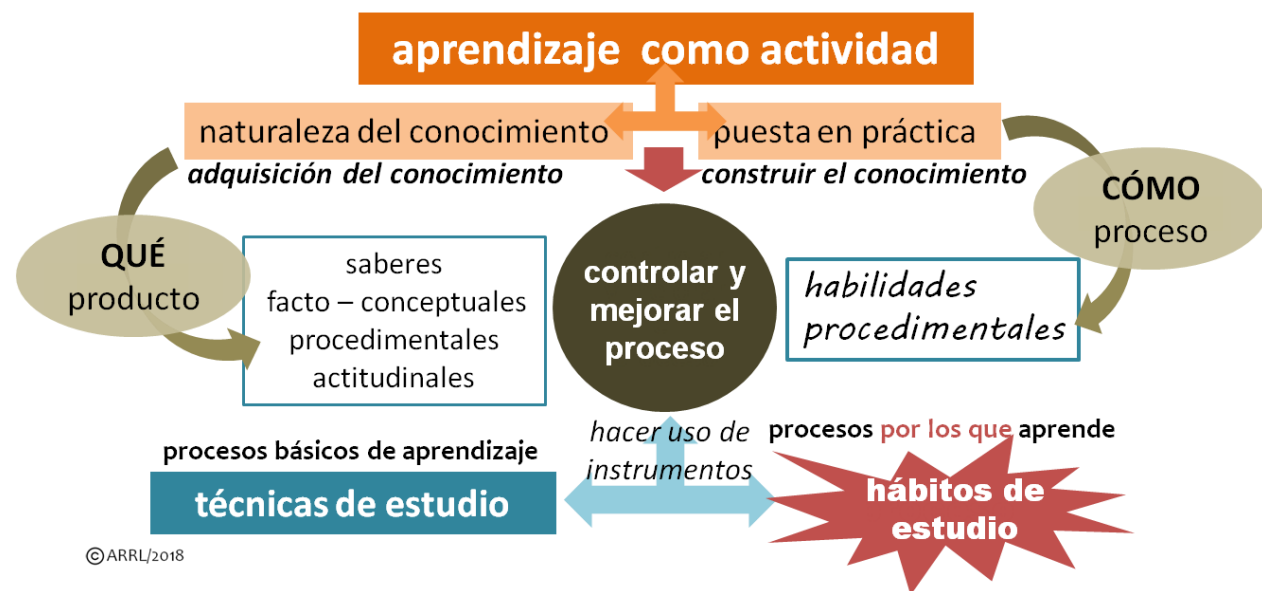 aprendizaje como actividad
naturaleza del conocimiento
puesta en práctica
adquisición del conocimiento
construir el conocimiento
QUÉ
producto
CÓMO
proceso
saberes
facto – conceptuales
procedimentales
actitudinales
controlar y
mejorar el
proceso
habilidades
procedimentales
hacer uso de
instrumentos
procesos básicos de aprendizaje
técnicas de estudio
procesos por los que aprende
hábitos de
estudio
©ARRL/2018